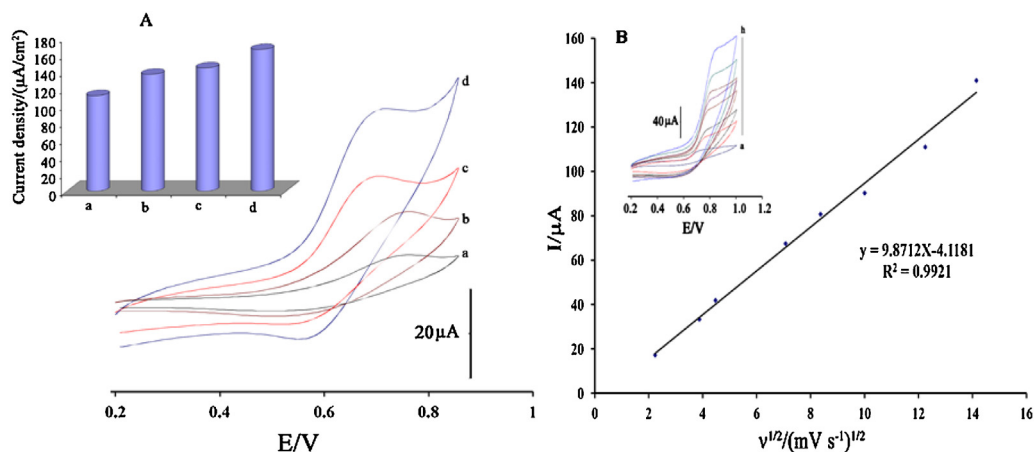 A
Current density/(µA/cm²)
180
160
140
120
100
80
60
40
20
0
a b c d
d
c
b
a
20µA
0.2 0.4 0.6 0.8 1
E/V
B
I/µA
160
140
120
100
80
60
40
20
0
h
a
40µA
0.2 0.4 0.6 0.8 1.0 1.2
E/V
y = 9.8712X-4.1181
R² = 0.9921
0 2 4 6 8 10 12 14 16
ν¹/²/(mV s⁻¹)¹/²